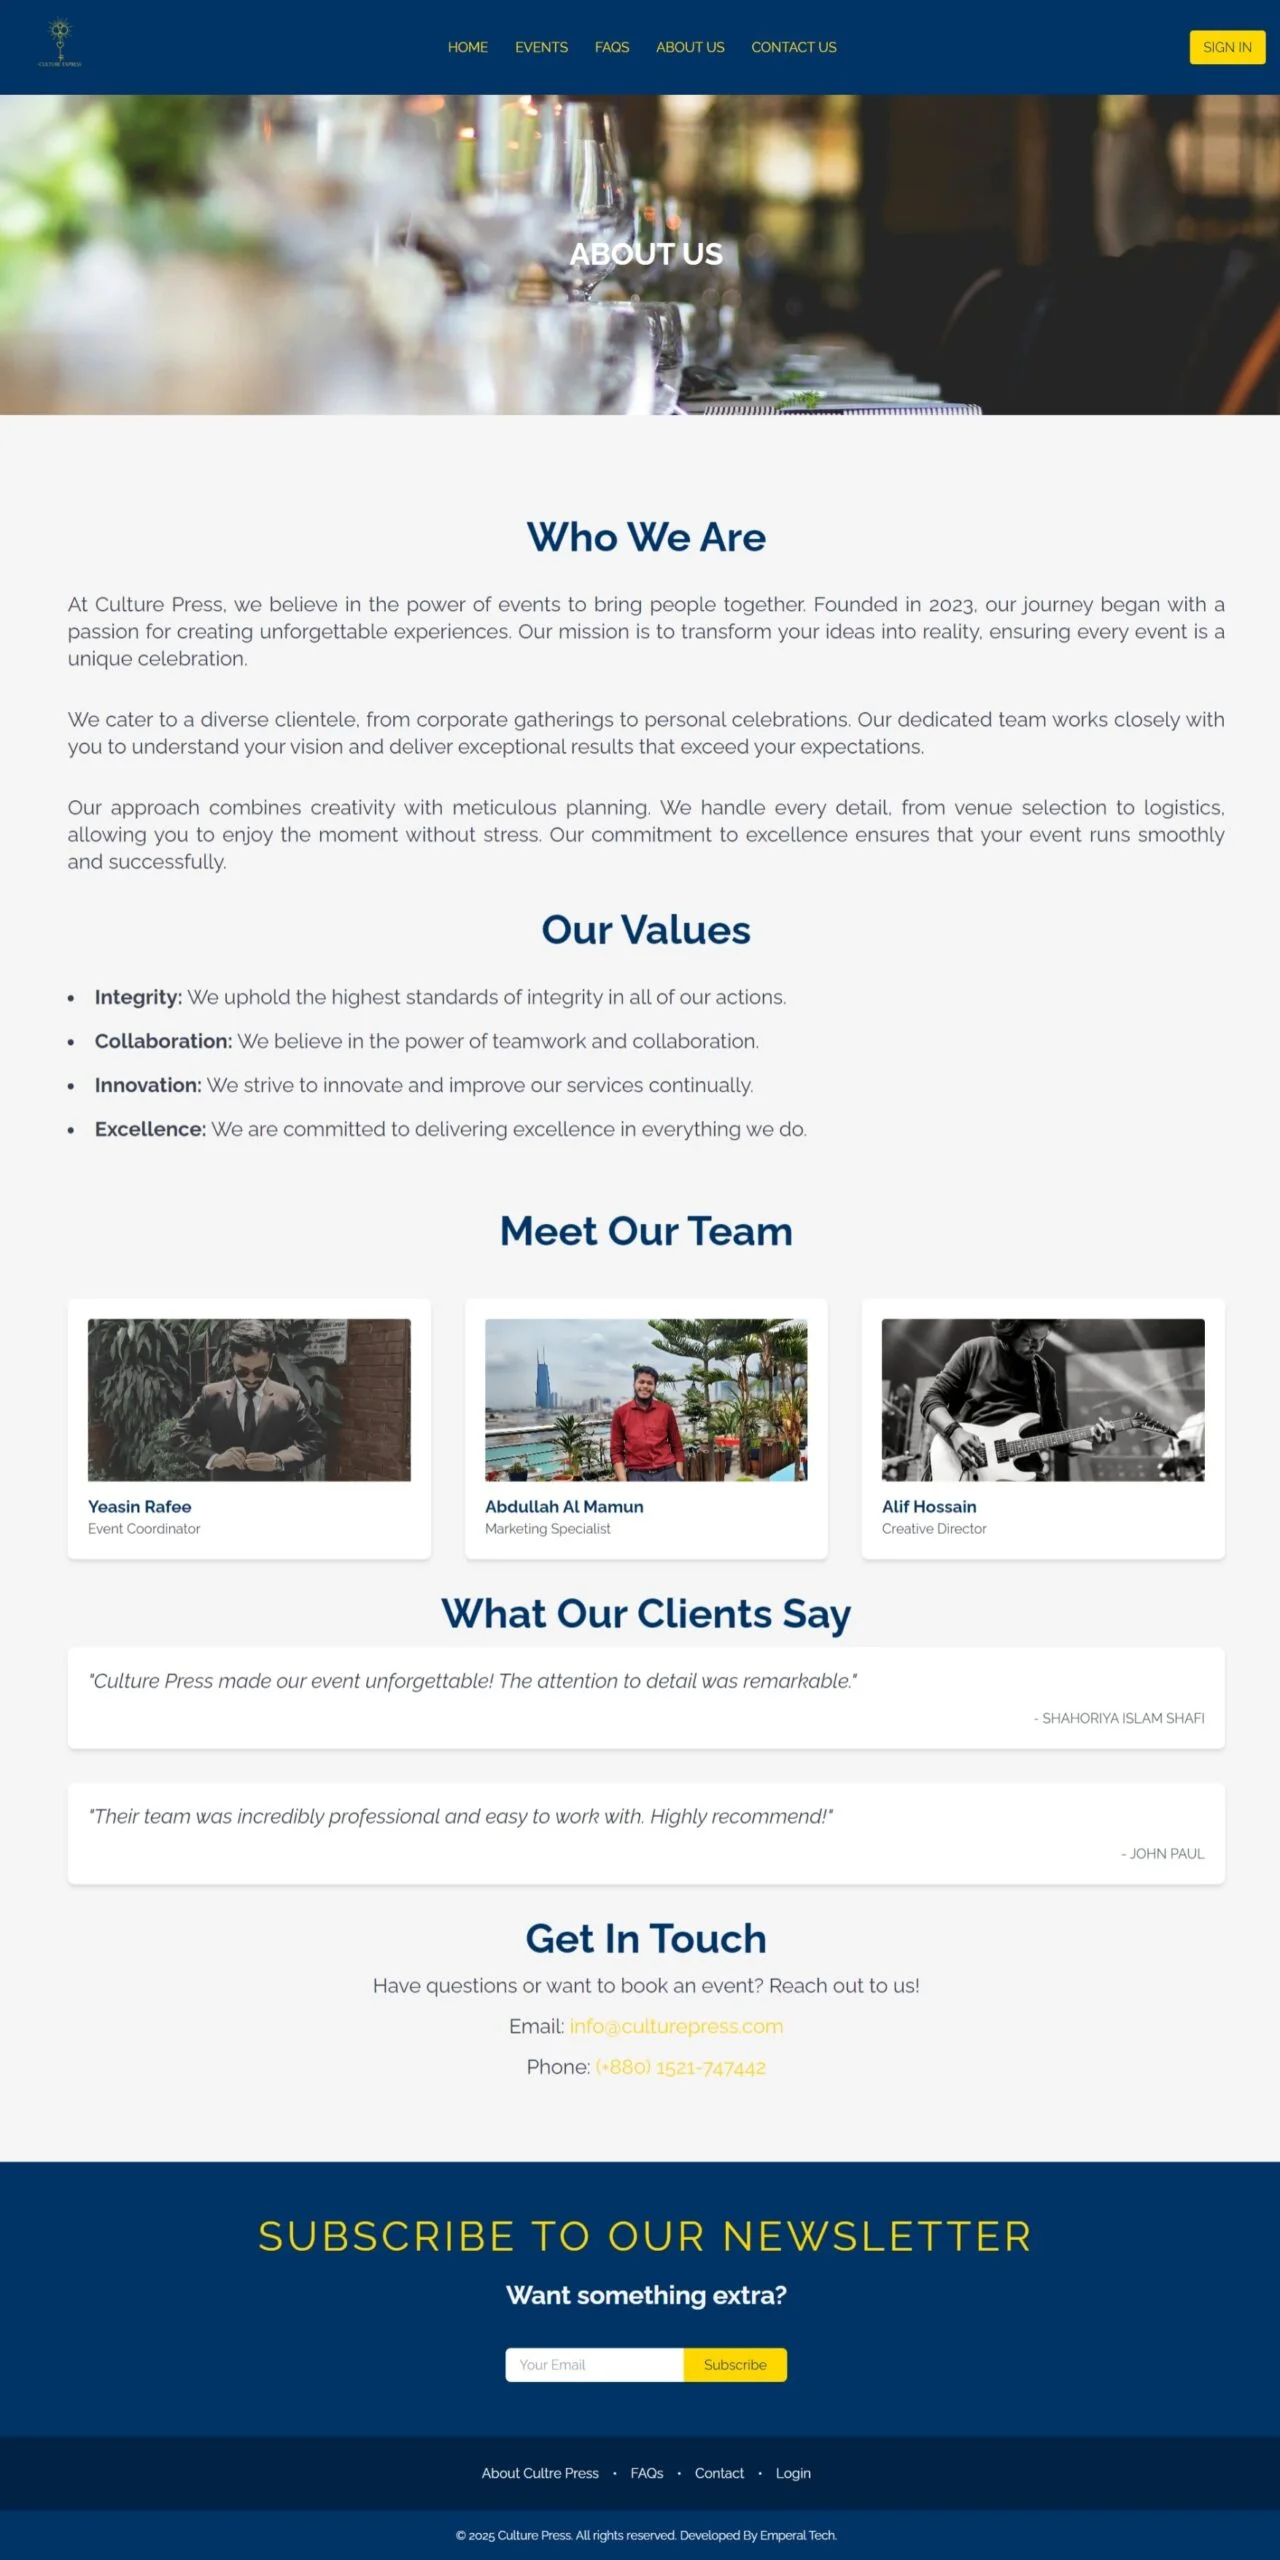 CULTURE EXPRESS
HOME EVENTS FAQS ABOUT US CONTACT US
SIGN IN
ABOUT US
Who We Are
At Culture Press, we believe in the power of events to bring people together. Founded in 2023, our journey began with a
passion for creating unforgettable experiences. Our mission is to transform your ideas into reality, ensuring every event is a
unique celebration.
We cater to a diverse clientele, from corporate gatherings to personal celebrations. Our dedicated team works closely with
you to understand your vision and deliver exceptional results that exceed your expectations.
Our approach combines creativity with meticulous planning. We handle every detail, from venue selection to logistics,
allowing you to enjoy the moment without stress. Our commitment to excellence ensures that your event runs smoothly
and successfully.
Our Values
• Integrity: We uphold the highest standards of integrity in all of our actions.
• Collaboration: We believe in the power of teamwork and collaboration.
• Innovation: We strive to innovate and improve our services continually.
• Excellence: We are committed to delivering excellence in everything we do.
Meet Our Team
Yeasin Rafee
Event Coordinator
Abdullah Al Mamun
Marketing Specialist
Alif Hossain
Creative Director
What Our Clients Say
"Culture Press made our event unforgettable! The attention to detail was remarkable."
- SHAHORIYA ISLAM SHAFI
"Their team was incredibly professional and easy to work with. Highly recommend!"
- JOHN PAUL
Get In Touch
Have questions or want to book an event? Reach out to us!
Email: info@culturepress.com
Phone: (+880) 1521-747442
SUBSCRIBE TO OUR NEWSLETTER
Want something extra?
Your Email
Subscribe
About Cultre Press • FAQs • Contact • Login
© 2025 Culture Press. All rights reserved. Developed By Emperal Tech.